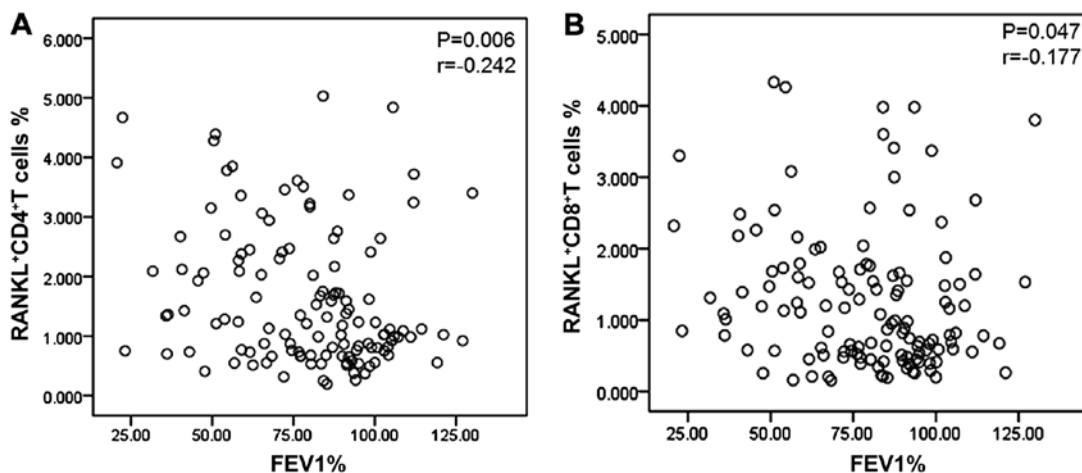 A
P=0.006
r=-0.242
6.000
5.000
4.000
3.000
2.000
1.000
0.000
RANKL⁺CD4⁺T cells %
25.00 50.00 75.00 100.00 125.00
FEV1%
B
P=0.047
r=-0.177
5.000
4.000
3.000
2.000
1.000
0.000
RANKL⁺CD8⁺T cells %
25.00 50.00 75.00 100.00 125.00
FEV1%